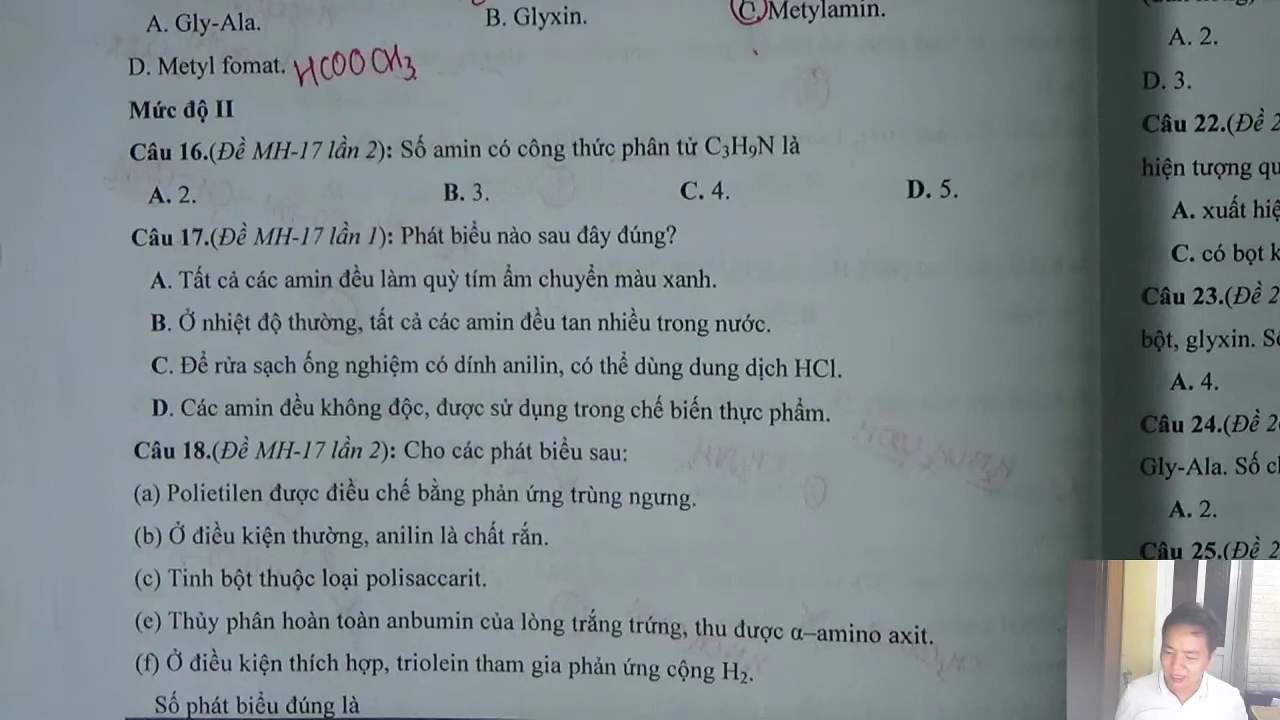 A. Gly-Ala.
B. Glyxin.
C. Metylamin.
D. Metyl fomat. HCOOCH3
Mức độ II
Câu 16.(Đề MH-17 lần 2): Số amin có công thức phân tử C₃H₉N là
A. 2.
B. 3.
C. 4.
D. 5.
Câu 17.(Đề MH-17 lần 1): Phát biểu nào sau đây đúng?
A. Tất cả các amin đều làm quỳ tím ẩm chuyển màu xanh.
B. Ở nhiệt độ thường, tất cả các amin đều tan nhiều trong nước.
C. Để rửa sạch ống nghiệm có dính anilin, có thể dùng dung dịch HCl.
D. Các amin đều không độc, được sử dụng trong chế biến thực phẩm.
Câu 18.(Đề MH-17 lần 2): Cho các phát biểu sau:
(a) Polietilen được điều chế bằng phản ứng trùng ngưng.
(b) Ở điều kiện thường, anilin là chất rắn.
(c) Tinh bột thuộc loại polisaccarit.
(e) Thủy phân hoàn toàn anbumin của lòng trắng trứng, thu được α–amino axit.
(f) Ở điều kiện thích hợp, triolein tham gia phản ứng cộng H₂.
Số phát biểu đúng là
A. 2.
D. 3.
Câu 22.(Đề 2
hiện tượng
A. xuất
C. có bọt
Câu 23.(Đề 2
bột, glyxin.
A. 4.
Câu 24.(Đề
Gly-Ala. Số
A. 2.
Câu 25.(Đề 2